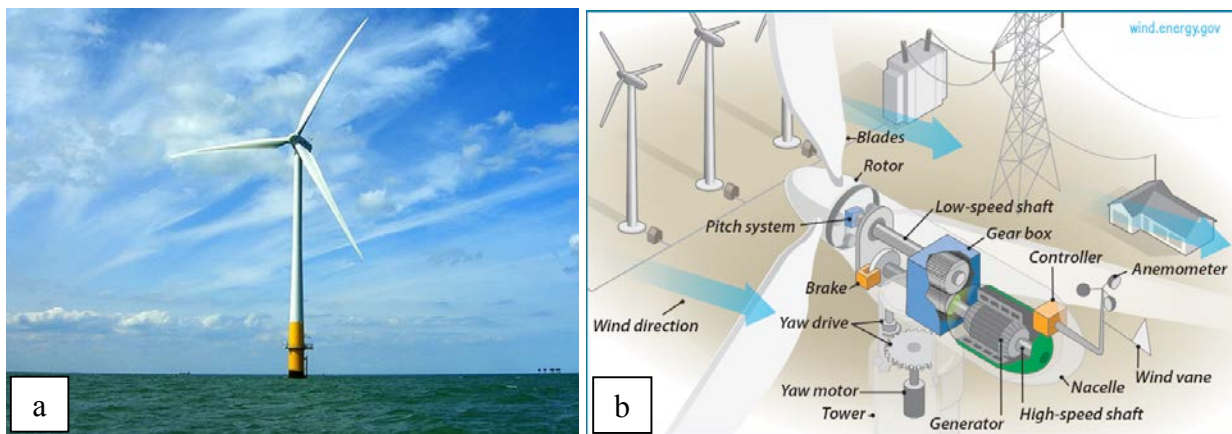 a
wind.energy.gov
Blades
Rotor
Low-speed shaft
Pitch system
Gear box
Controller
Anemometer
Brake
Yaw drive
Wind direction
Yaw motor
Tower
Generator
High-speed shaft
Nacelle
Wind vane
b